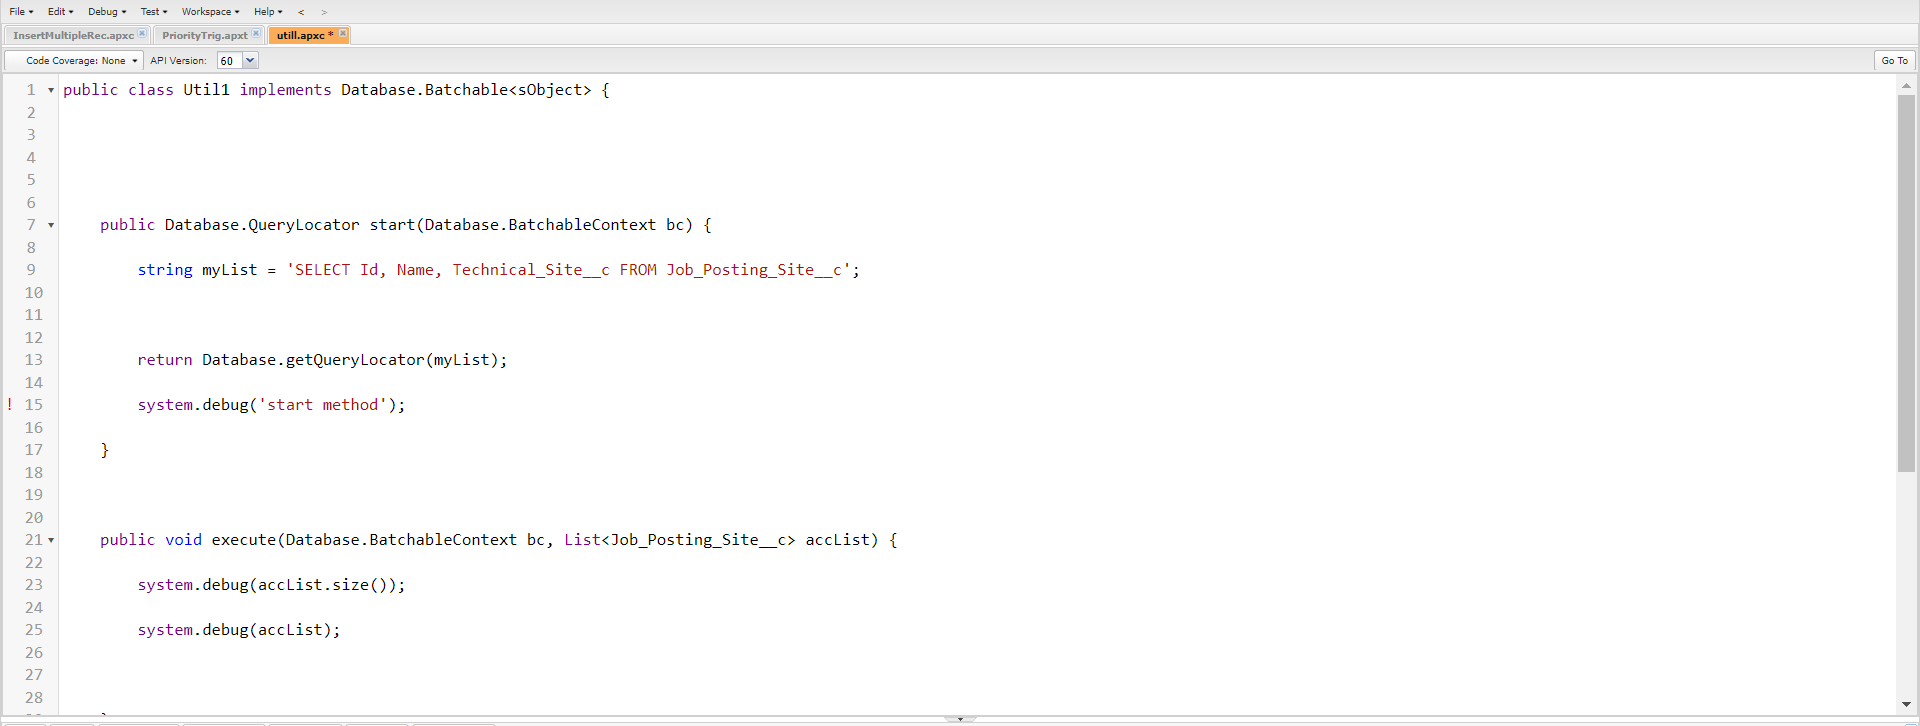 File Edit Debug Test Workspace Help < >
InsertMultipleRec.apxc PriorityTrig.apxt utill.apxc *
Code Coverage: None API Version: 60 Go To
1 public class Util1 implements Database.Batchable<sObject> {
2
3
4
5
6
7 public Database.QueryLocator start(Database.BatchableContext bc) {
8
9 string myList = 'SELECT Id, Name, Technical_Site__c FROM Job_Posting_Site__c';
10
11
12
13 return Database.getQueryLocator(myList);
14
! 15 system.debug('start method');
16
17 }
18
19
20
21 public void execute(Database.BatchableContext bc, List<Job_Posting_Site__c> accList) {
22
23 system.debug(accList.size());
24
25 system.debug(accList);
26
27
28